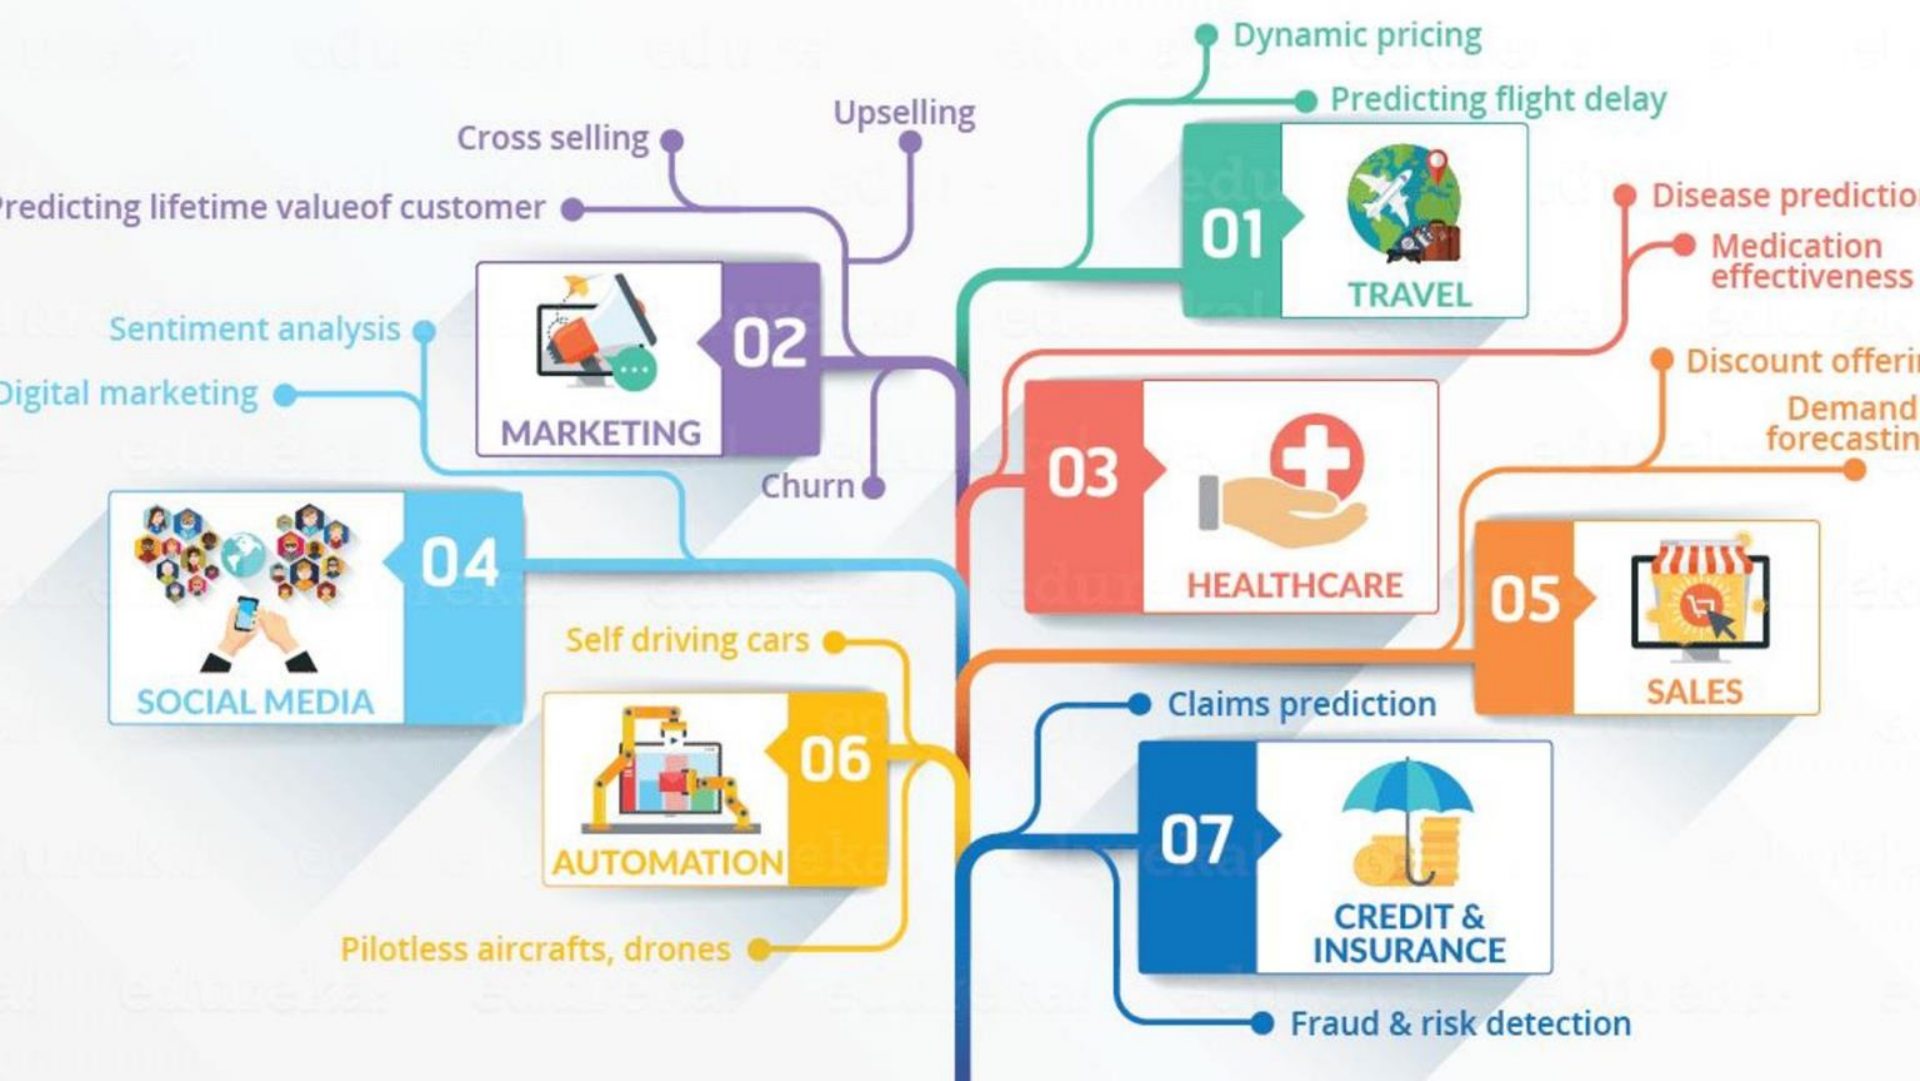 Dynamic pricing
Predicting flight delay
01
TRAVEL
Upselling
Cross selling
redicting lifetime valueof customer
02
MARKETING
Churn
Disease predictio
Medication
effectiveness
03
HEALTHCARE
Sentiment analysis
Digital marketing
04
SOCIAL MEDIA
Discount offerin
Demand
forecastin
05
SALES
Self driving cars
06
AUTOMATION
Pilotless aircrafts, drones
Claims prediction
07
CREDIT &
INSURANCE
Fraud & risk detection